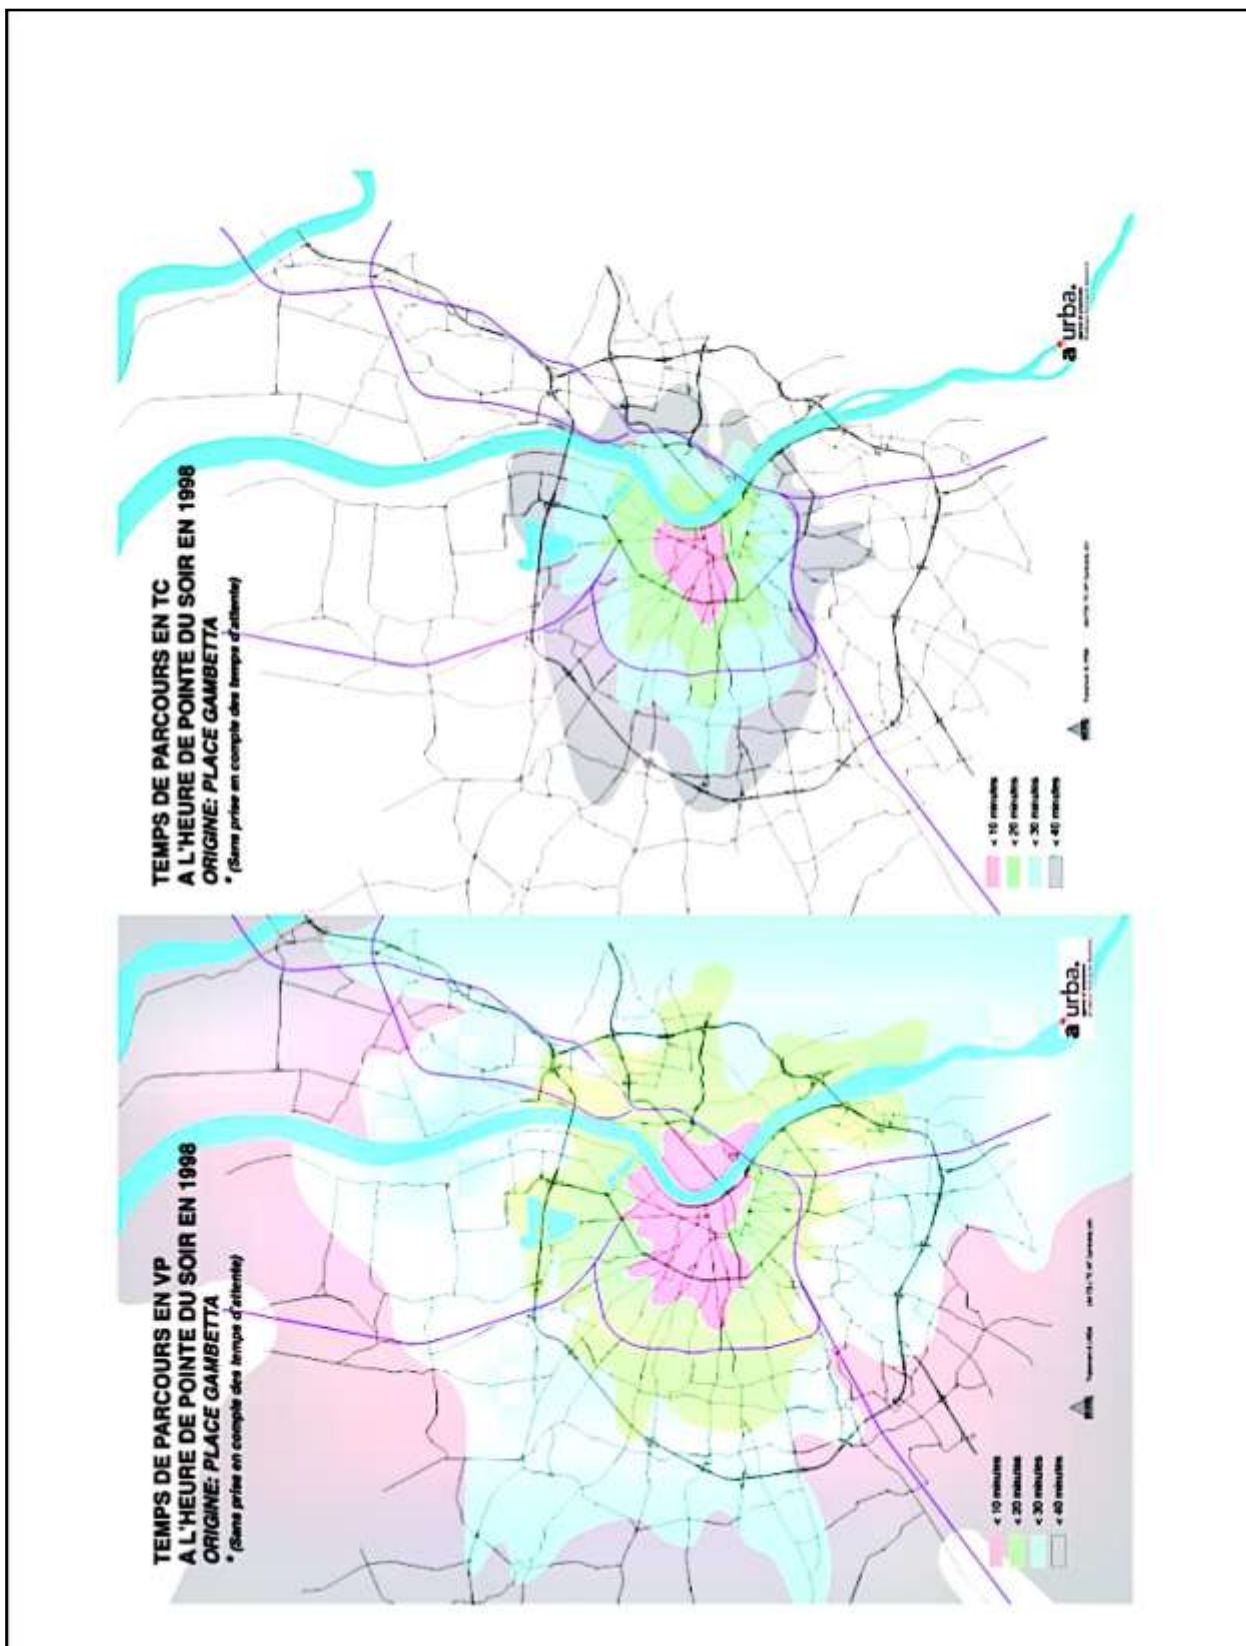 TEMPS DE PARCOURS EN VP
A L'HEURE DE POINTE DU SOIR EN 1998
ORIGINE: PLACE GAMBETTA
* (Sans prise en compte des temps d'attente)
< 10 minutes
< 20 minutes
< 30 minutes
< 40 minutes
a'urba.
TEMPS DE PARCOURS EN TC
A L'HEURE DE POINTE DU SOIR EN 1998
ORIGINE: PLACE GAMBETTA
* (Sans prise en compte des temps d'attente)
< 10 minutes
< 20 minutes
< 30 minutes
< 40 minutes
a'urba.